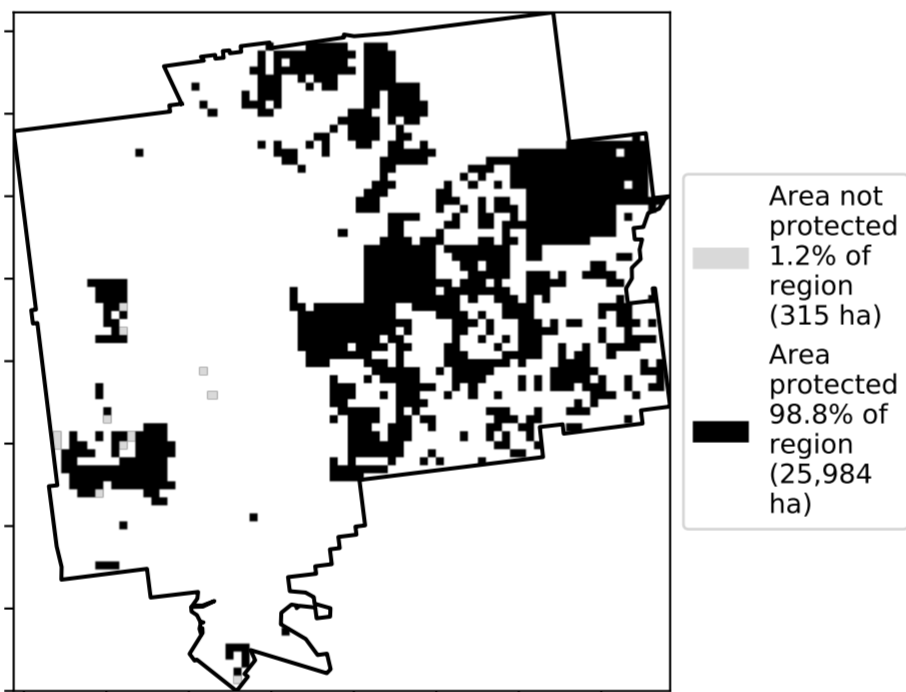 Area not
protected
1.2% of
region
(315 ha)
Area
protected
98.8% of
region
(25,984
ha)